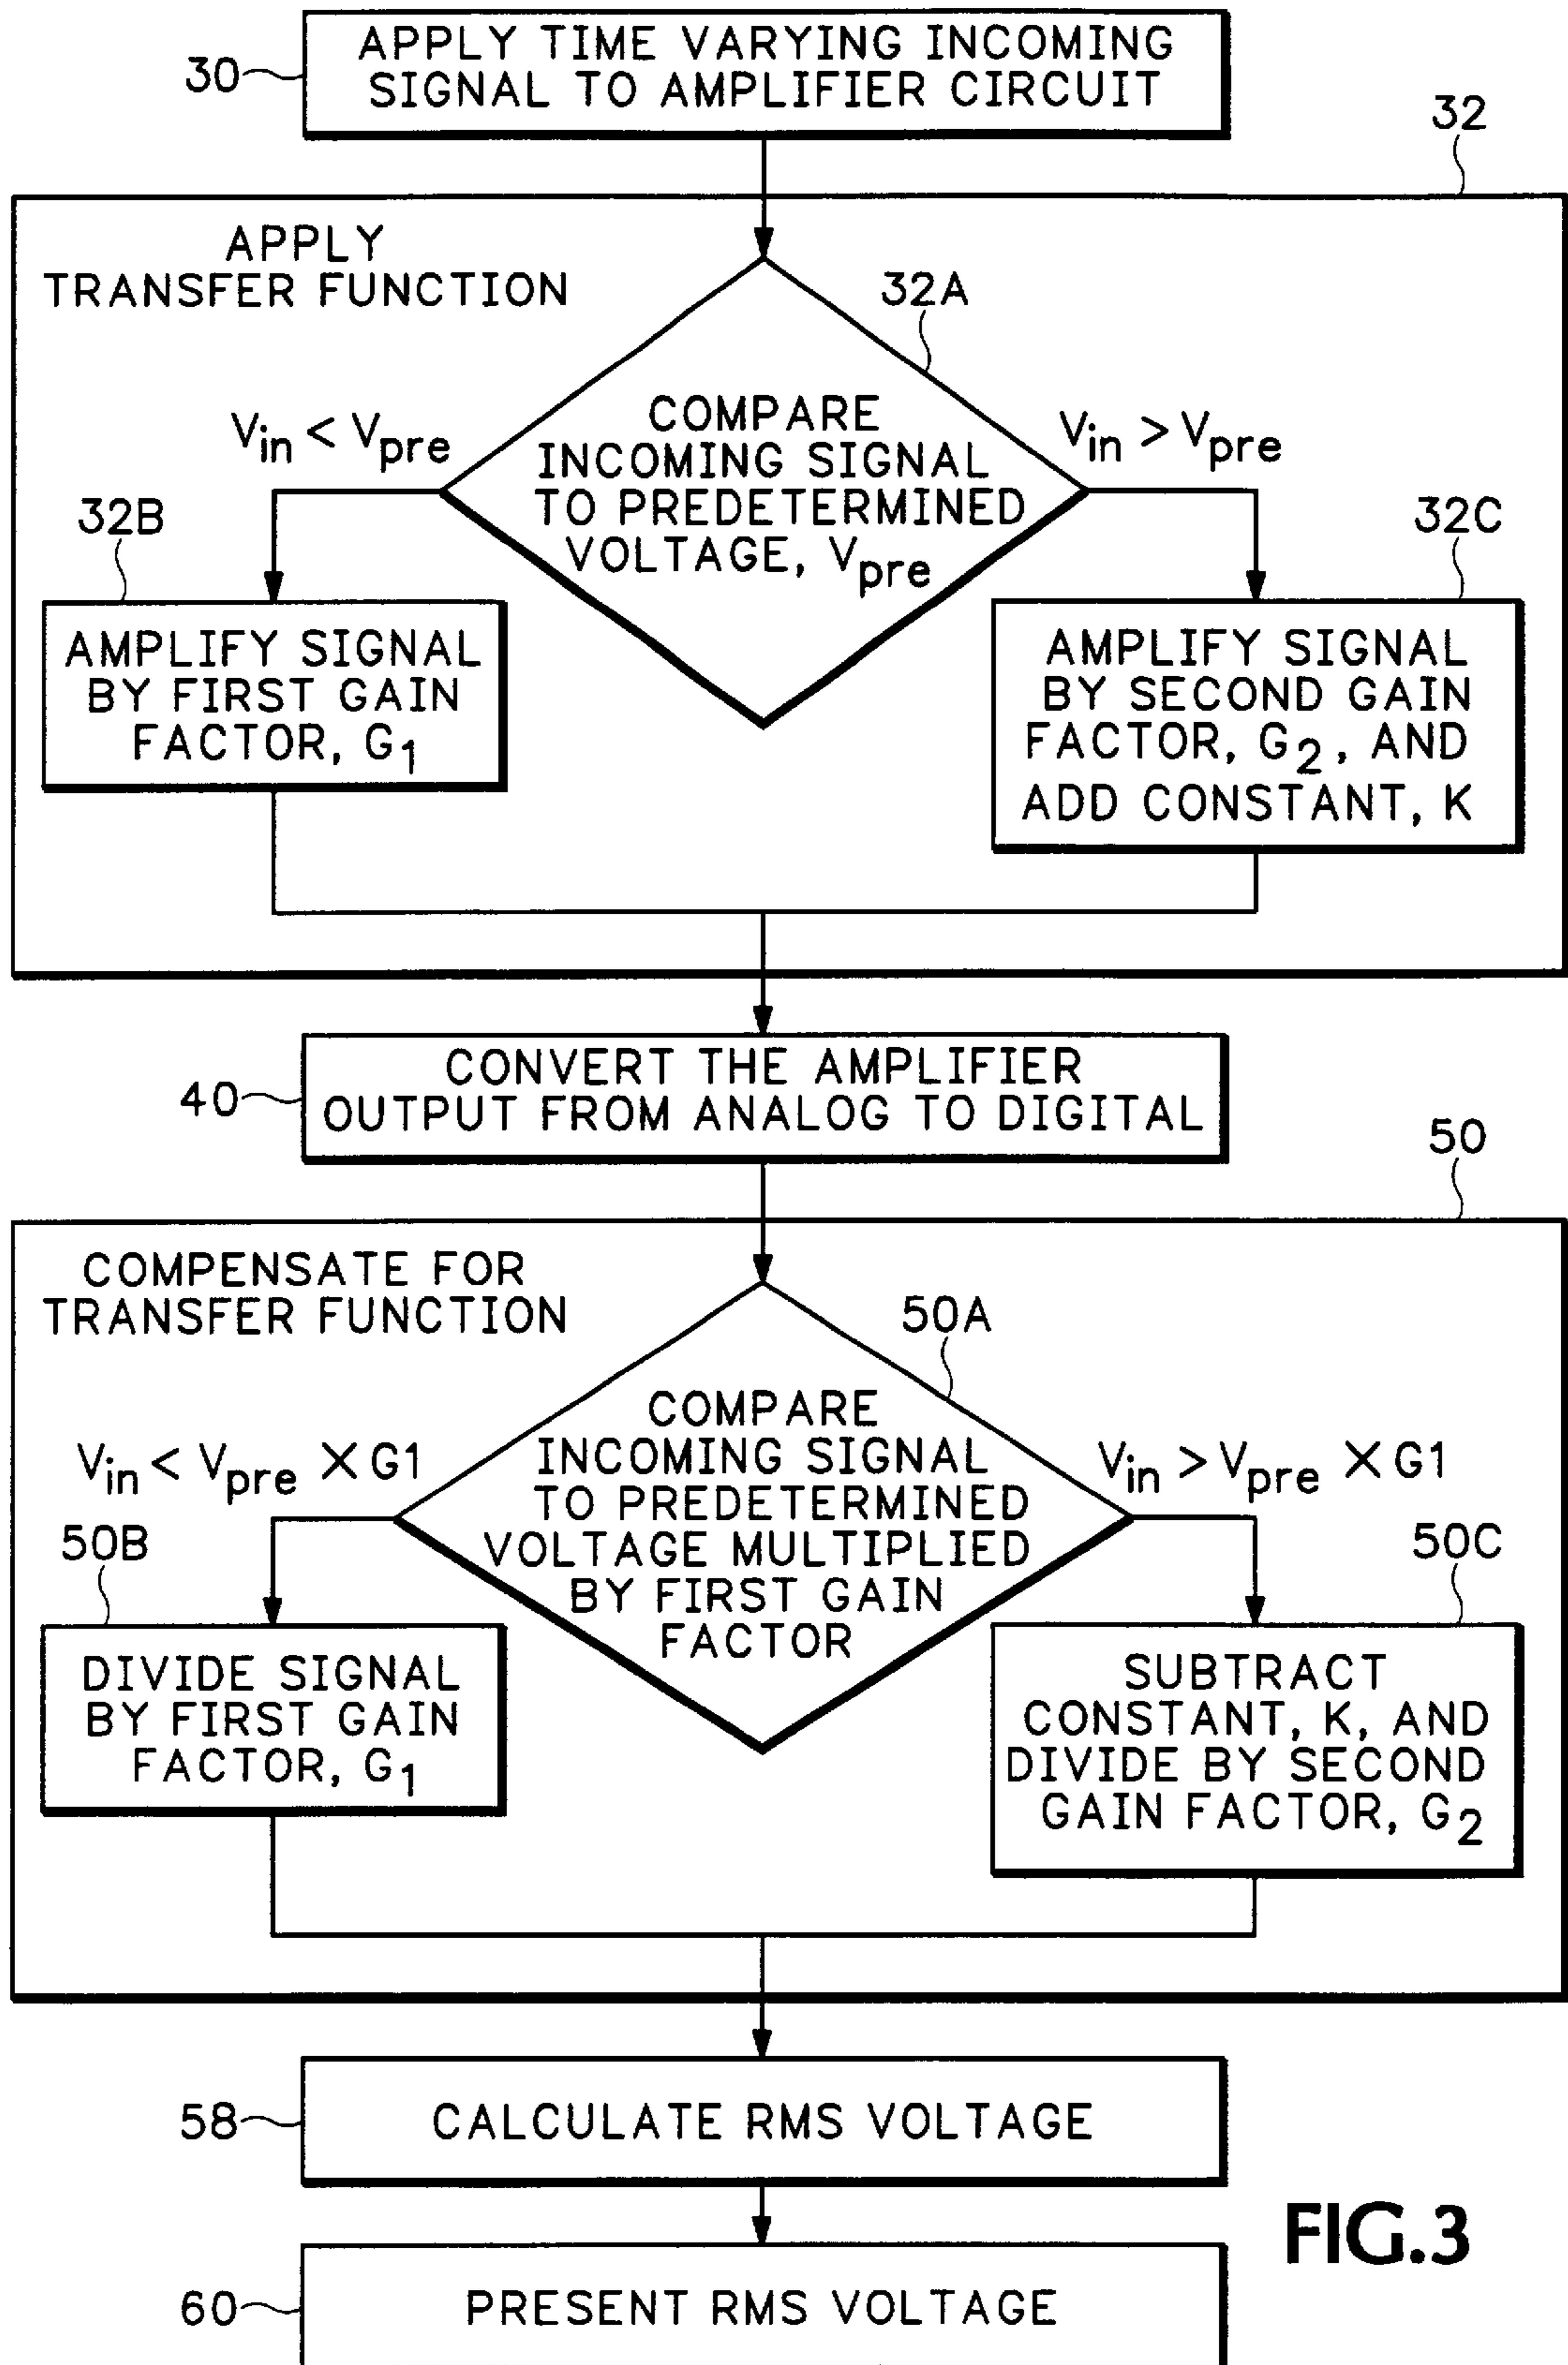 APPLY TIME VARYING INCOMING
SIGNAL TO AMPLIFIER CIRCUIT
30
32
APPLY
TRANSFER FUNCTION
32A
COMPARE
INCOMING SIGNAL
TO PREDETERMINED
VOLTAGE, Vpre
Vin < Vpre
Vin > Vpre
32B
32C
AMPLIFY SIGNAL
BY FIRST GAIN
FACTOR, G1
AMPLIFY SIGNAL
BY SECOND GAIN
FACTOR, G2, AND
ADD CONSTANT, K
40
CONVERT THE AMPLIFIER
OUTPUT FROM ANALOG TO DIGITAL
50
COMPENSATE FOR
TRANSFER FUNCTION
50A
COMPARE
INCOMING SIGNAL
TO PREDETERMINED
VOLTAGE MULTIPLIED
BY FIRST GAIN
FACTOR
Vin < Vpre X G1
Vin > Vpre X G1
50B
50C
DIVIDE SIGNAL
BY FIRST GAIN
FACTOR, G1
SUBTRACT
CONSTANT, K, AND
DIVIDE BY SECOND
GAIN FACTOR, G2
58
CALCULATE RMS VOLTAGE
60
PRESENT RMS VOLTAGE
FIG.3